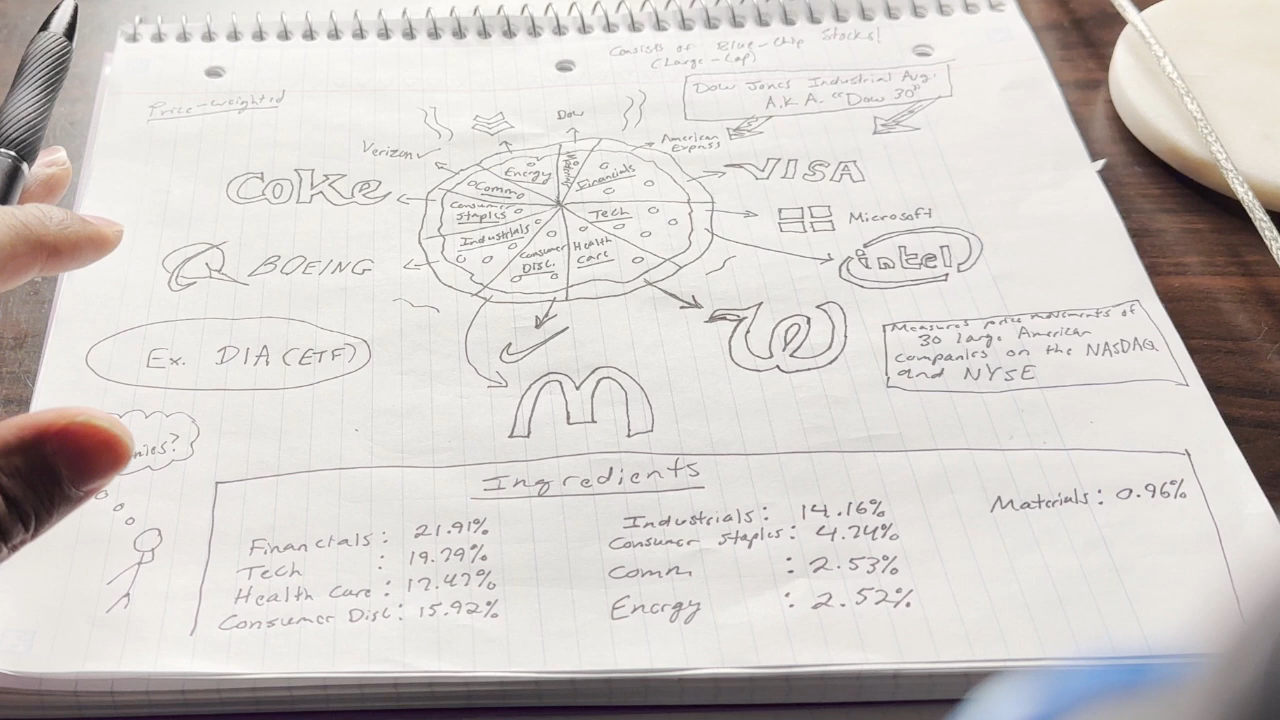 Consists of Blue-Chip Stocks!
(Large-Cap)
Price-weighted
Dow Jones Industrial Avg.
A.K.A. "Dow 30"
Dow
Verizon
American
Express
Coke
VISA
Energy
Financials
Comm
Consumer
Staples
Tech
Microsoft
Industrials
Consumer
Disc.
Health
care
BOEING
intel
Ex. DIA (ETF)
Measures price movements of
30 large American
companies on the NASDAQ
and NYSE
nies?
Ingredients
Financials: 21.91%
Tech : 19.79%
Health Care: 17.47%
Consumer Disc: 15.92%
Industrials: 14.16%
Consumer Staples: 4.74%
Comm : 2.53%
Energy : 2.52%
Materials: 0.96%